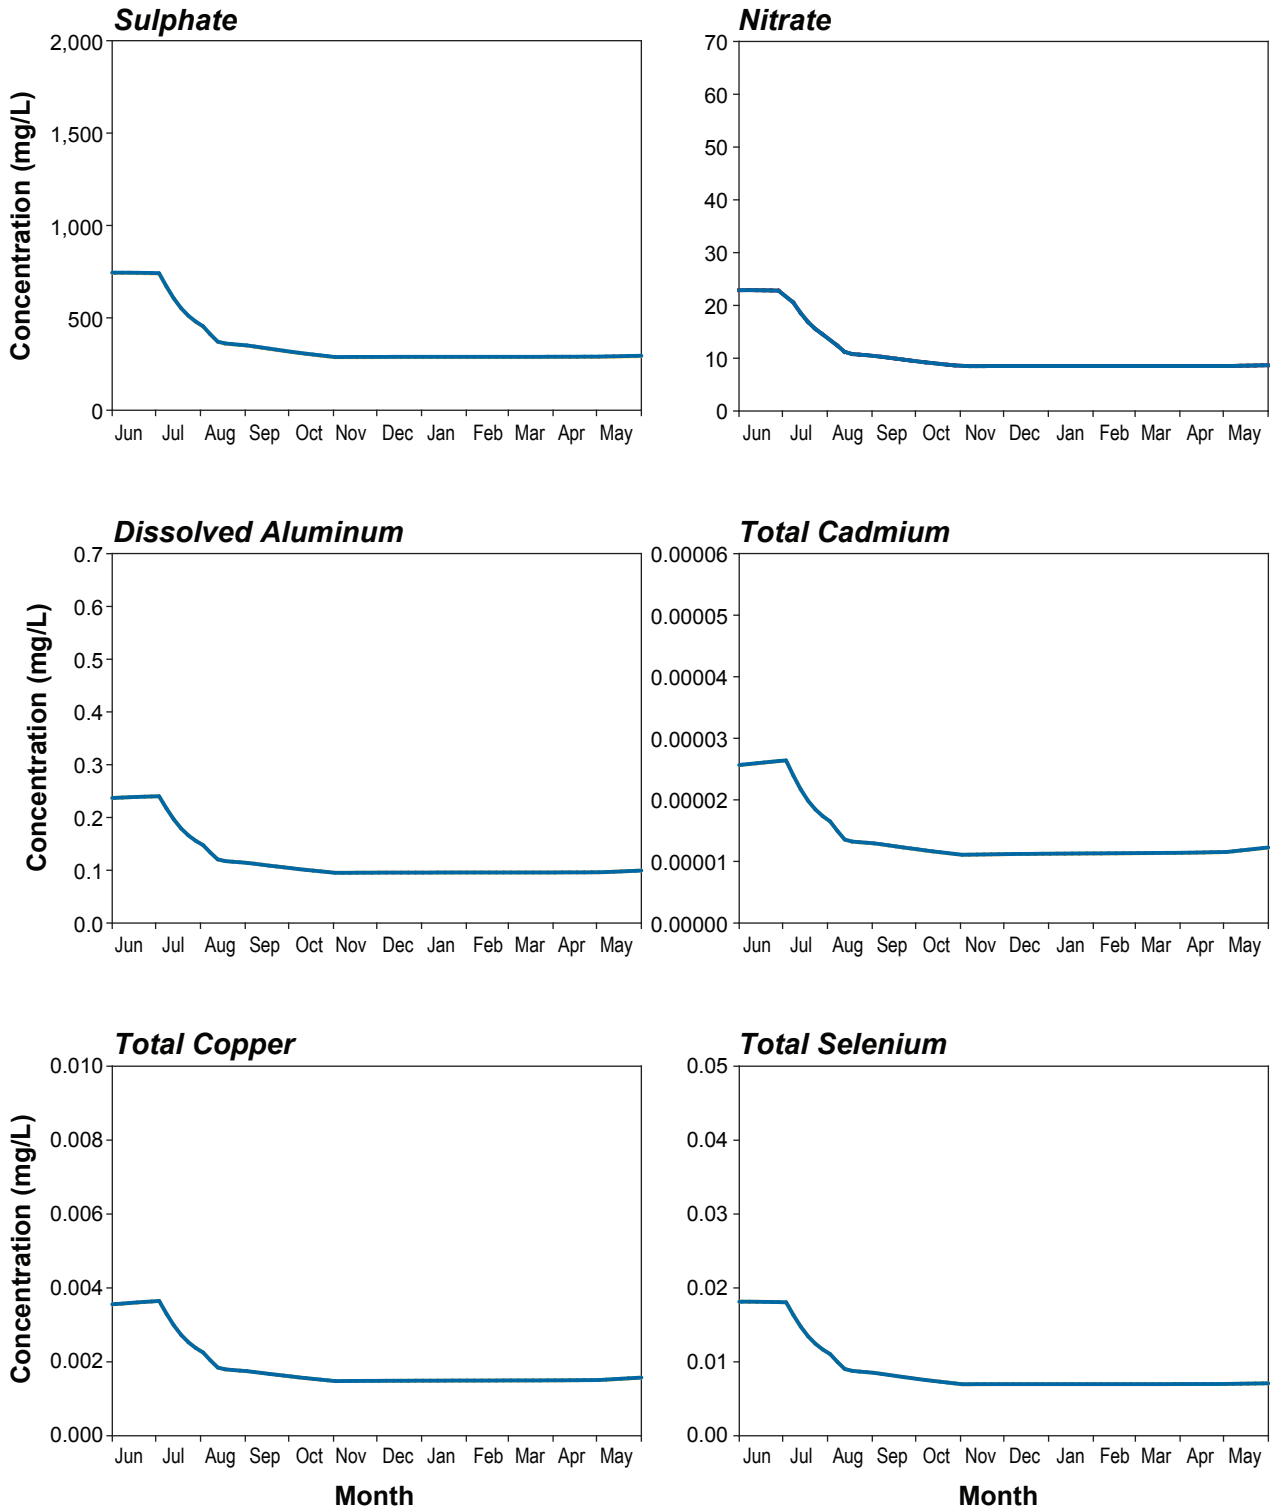 Sulphate
Concentration (mg/L)
2,000
1,500
1,000
500
0
Jun Jul Aug Sep Oct Nov Dec Jan Feb Mar Apr May
Nitrate
70
60
50
40
30
20
10
0
Jun Jul Aug Sep Oct Nov Dec Jan Feb Mar Apr May
Dissolved Aluminum
Concentration (mg/L)
0.7
0.6
0.5
0.4
0.3
0.2
0.1
0.0
Jun Jul Aug Sep Oct Nov Dec Jan Feb Mar Apr May
Total Cadmium
0.00006
0.00005
0.00004
0.00003
0.00002
0.00001
0.00000
Jun Jul Aug Sep Oct Nov Dec Jan Feb Mar Apr May
Total Copper
Concentration (mg/L)
0.010
0.008
0.006
0.004
0.002
0.000
Jun Jul Aug Sep Oct Nov Dec Jan Feb Mar Apr May
Month
Total Selenium
0.05
0.04
0.03
0.02
0.01
0.00
Jun Jul Aug Sep Oct Nov Dec Jan Feb Mar Apr May
Month